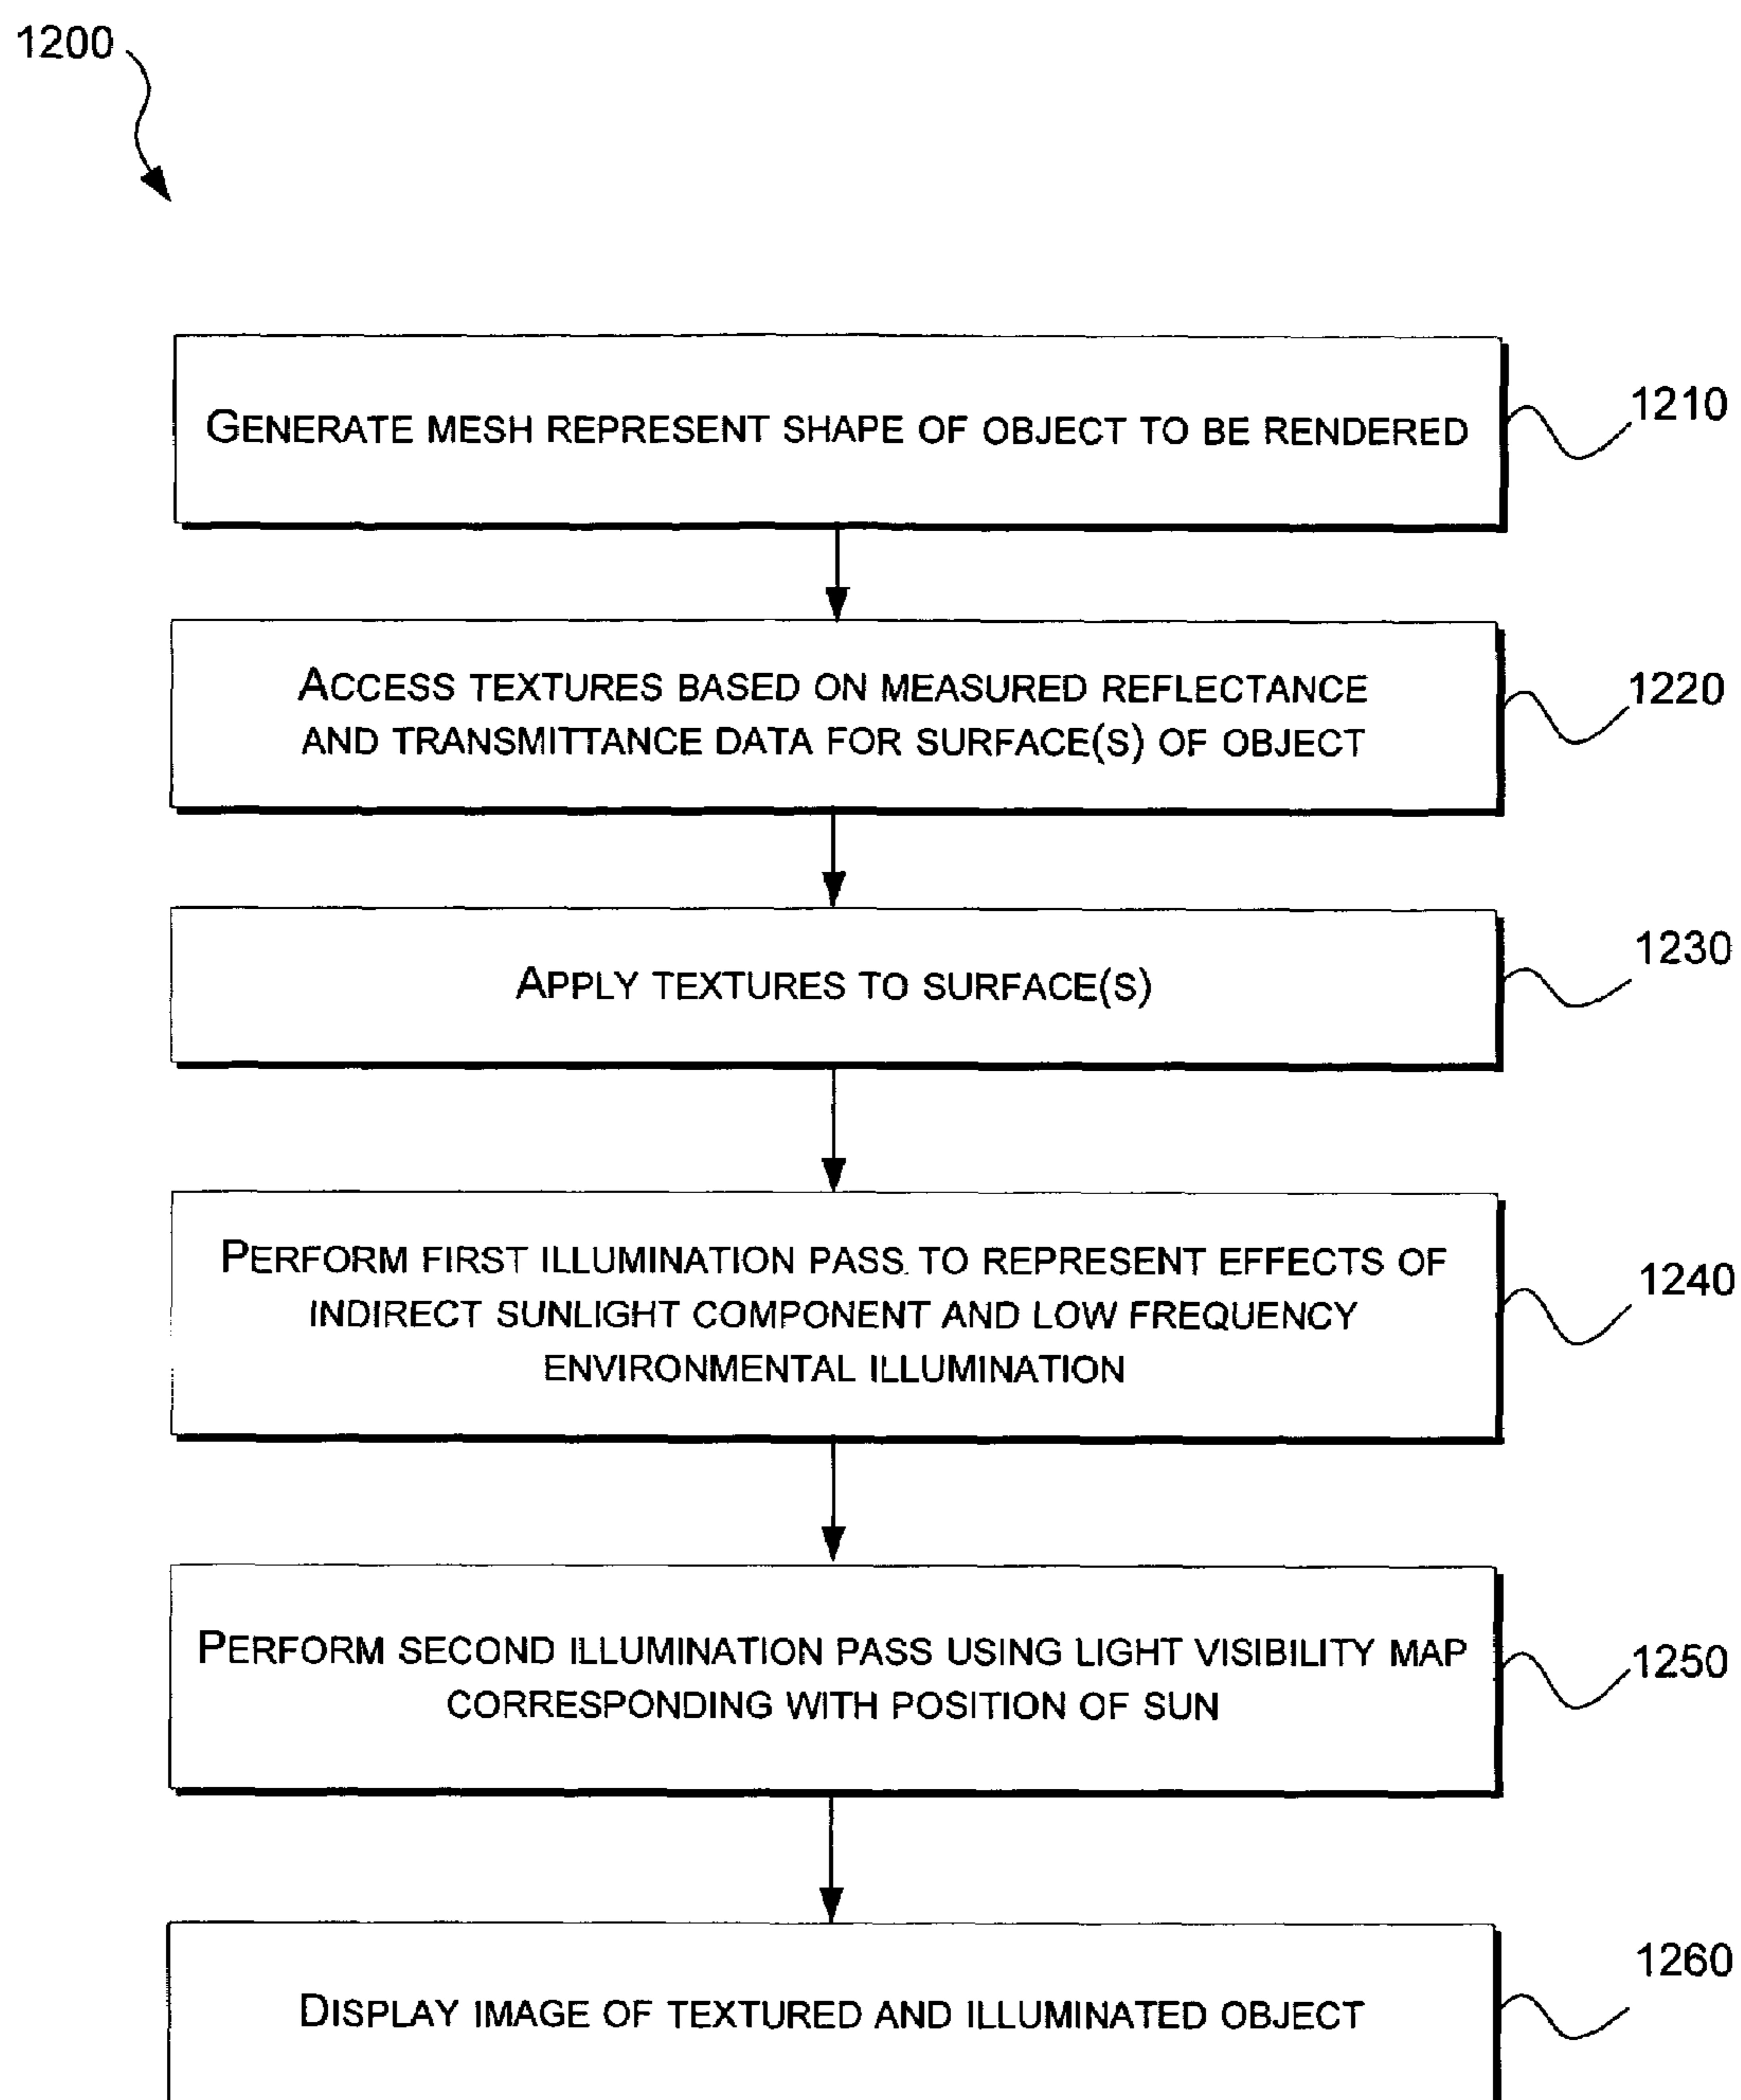 1200
GENERATE MESH REPRESENT SHAPE OF OBJECT TO BE RENDERED
1210
ACCESS TEXTURES BASED ON MEASURED REFLECTANCE
AND TRANSMITTANCE DATA FOR SURFACE(S) OF OBJECT
1220
APPLY TEXTURES TO SURFACE(S)
1230
PERFORM FIRST ILLUMINATION PASS TO REPRESENT EFFECTS OF
INDIRECT SUNLIGHT COMPONENT AND LOW FREQUENCY
ENVIRONMENTAL ILLUMINATION
1240
PERFORM SECOND ILLUMINATION PASS USING LIGHT VISIBILITY MAP
CORRESPONDING WITH POSITION OF SUN
1250
DISPLAY IMAGE OF TEXTURED AND ILLUMINATED OBJECT
1260